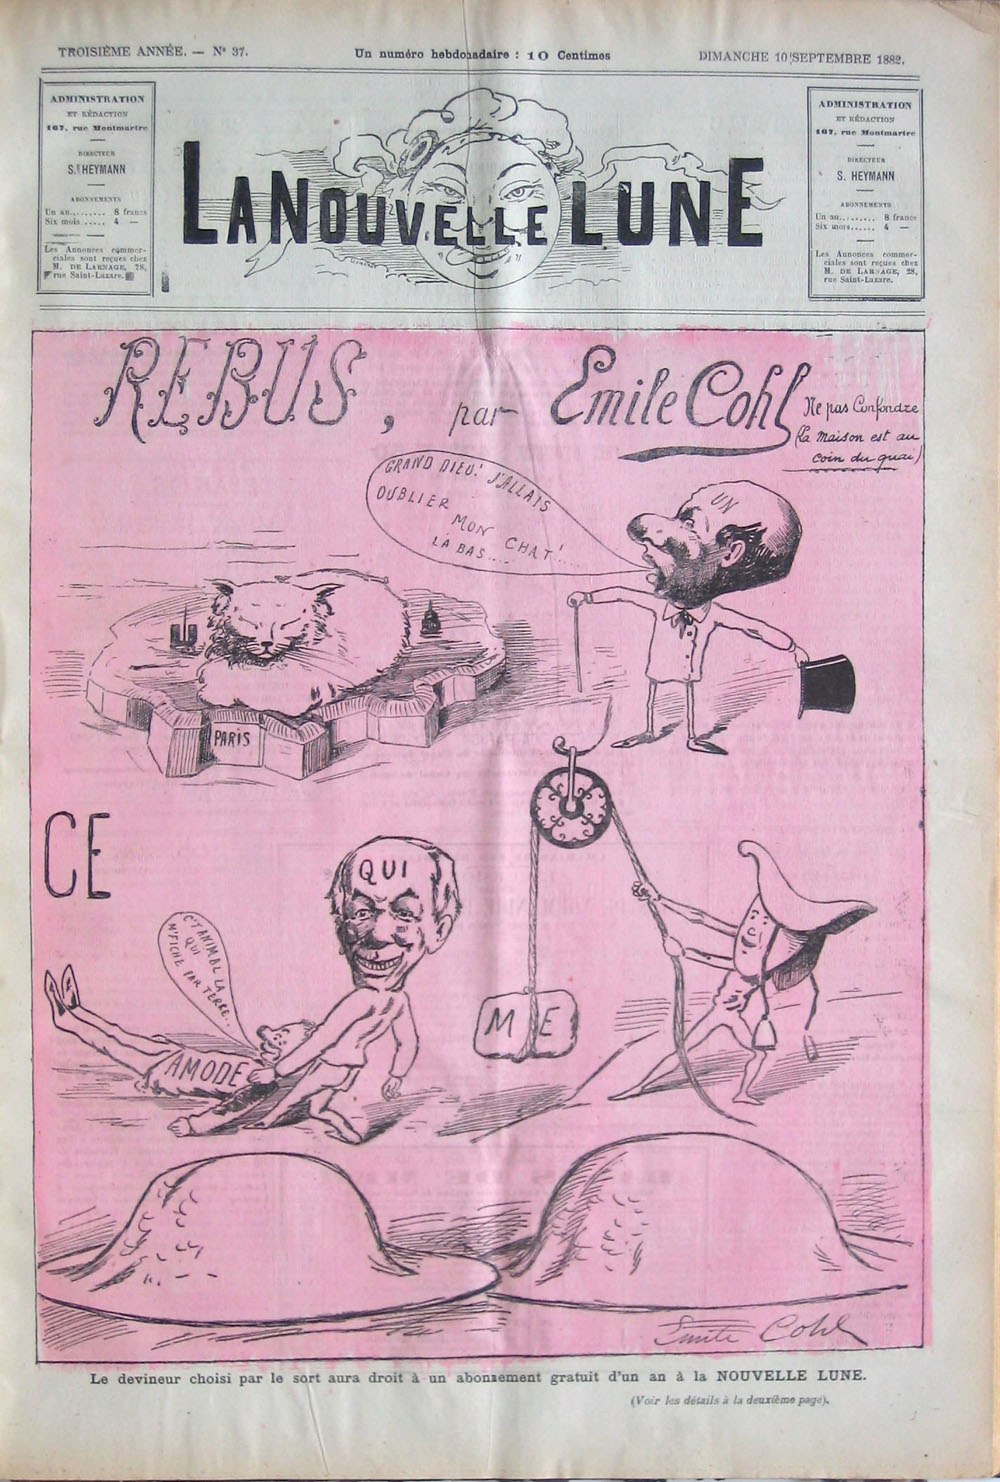 TROISIÈME ANNÉE. — N° 37.
Un numéro hebdomadaire : 10 Centimes
DIMANCHE 10 SEPTEMBRE 1882.
ADMINISTRATION
ET RÉDACTION
167, rue Montmartre
DIRECTEUR
S. HEYMANN
ABONNEMENTS
Un an........ 8 francs
Six mois ..... 4 —
Les Annonces commer-
ciales sont reçues chez
M. DE LARNAGE, 28,
rue Saint-Lazare.
LA NOUVELLE LUNE
ADMINISTRATION
ET RÉDACTION
167, rue Montmartre
DIRECTEUR
S. HEYMANN
ABONNEMENTS
Un an........ 8 francs
Six mois..... 4 —
Les Annonces commer-
ciales sont reçues chez
M. DE LARNAGE, 28,
rue Saint-Lazare.
REBUS, par Emile Cohl
Ne pas Confondre
(La maison est au
coin du quai)
GRAND DIEU! J'ALLAIS
OUBLIER MON CHAT!
LA BAS...
UN
PARIS
CE
QUI
C'T'ANIMAL LA
QUI
M'FICHE PAR TERRE..
AMODE
ME
Emile Cohl
Le devineur choisi par le sort aura droit à un abonnement gratuit d'un an à la NOUVELLE LUNE.
(Voir les détails à la deuxième page).